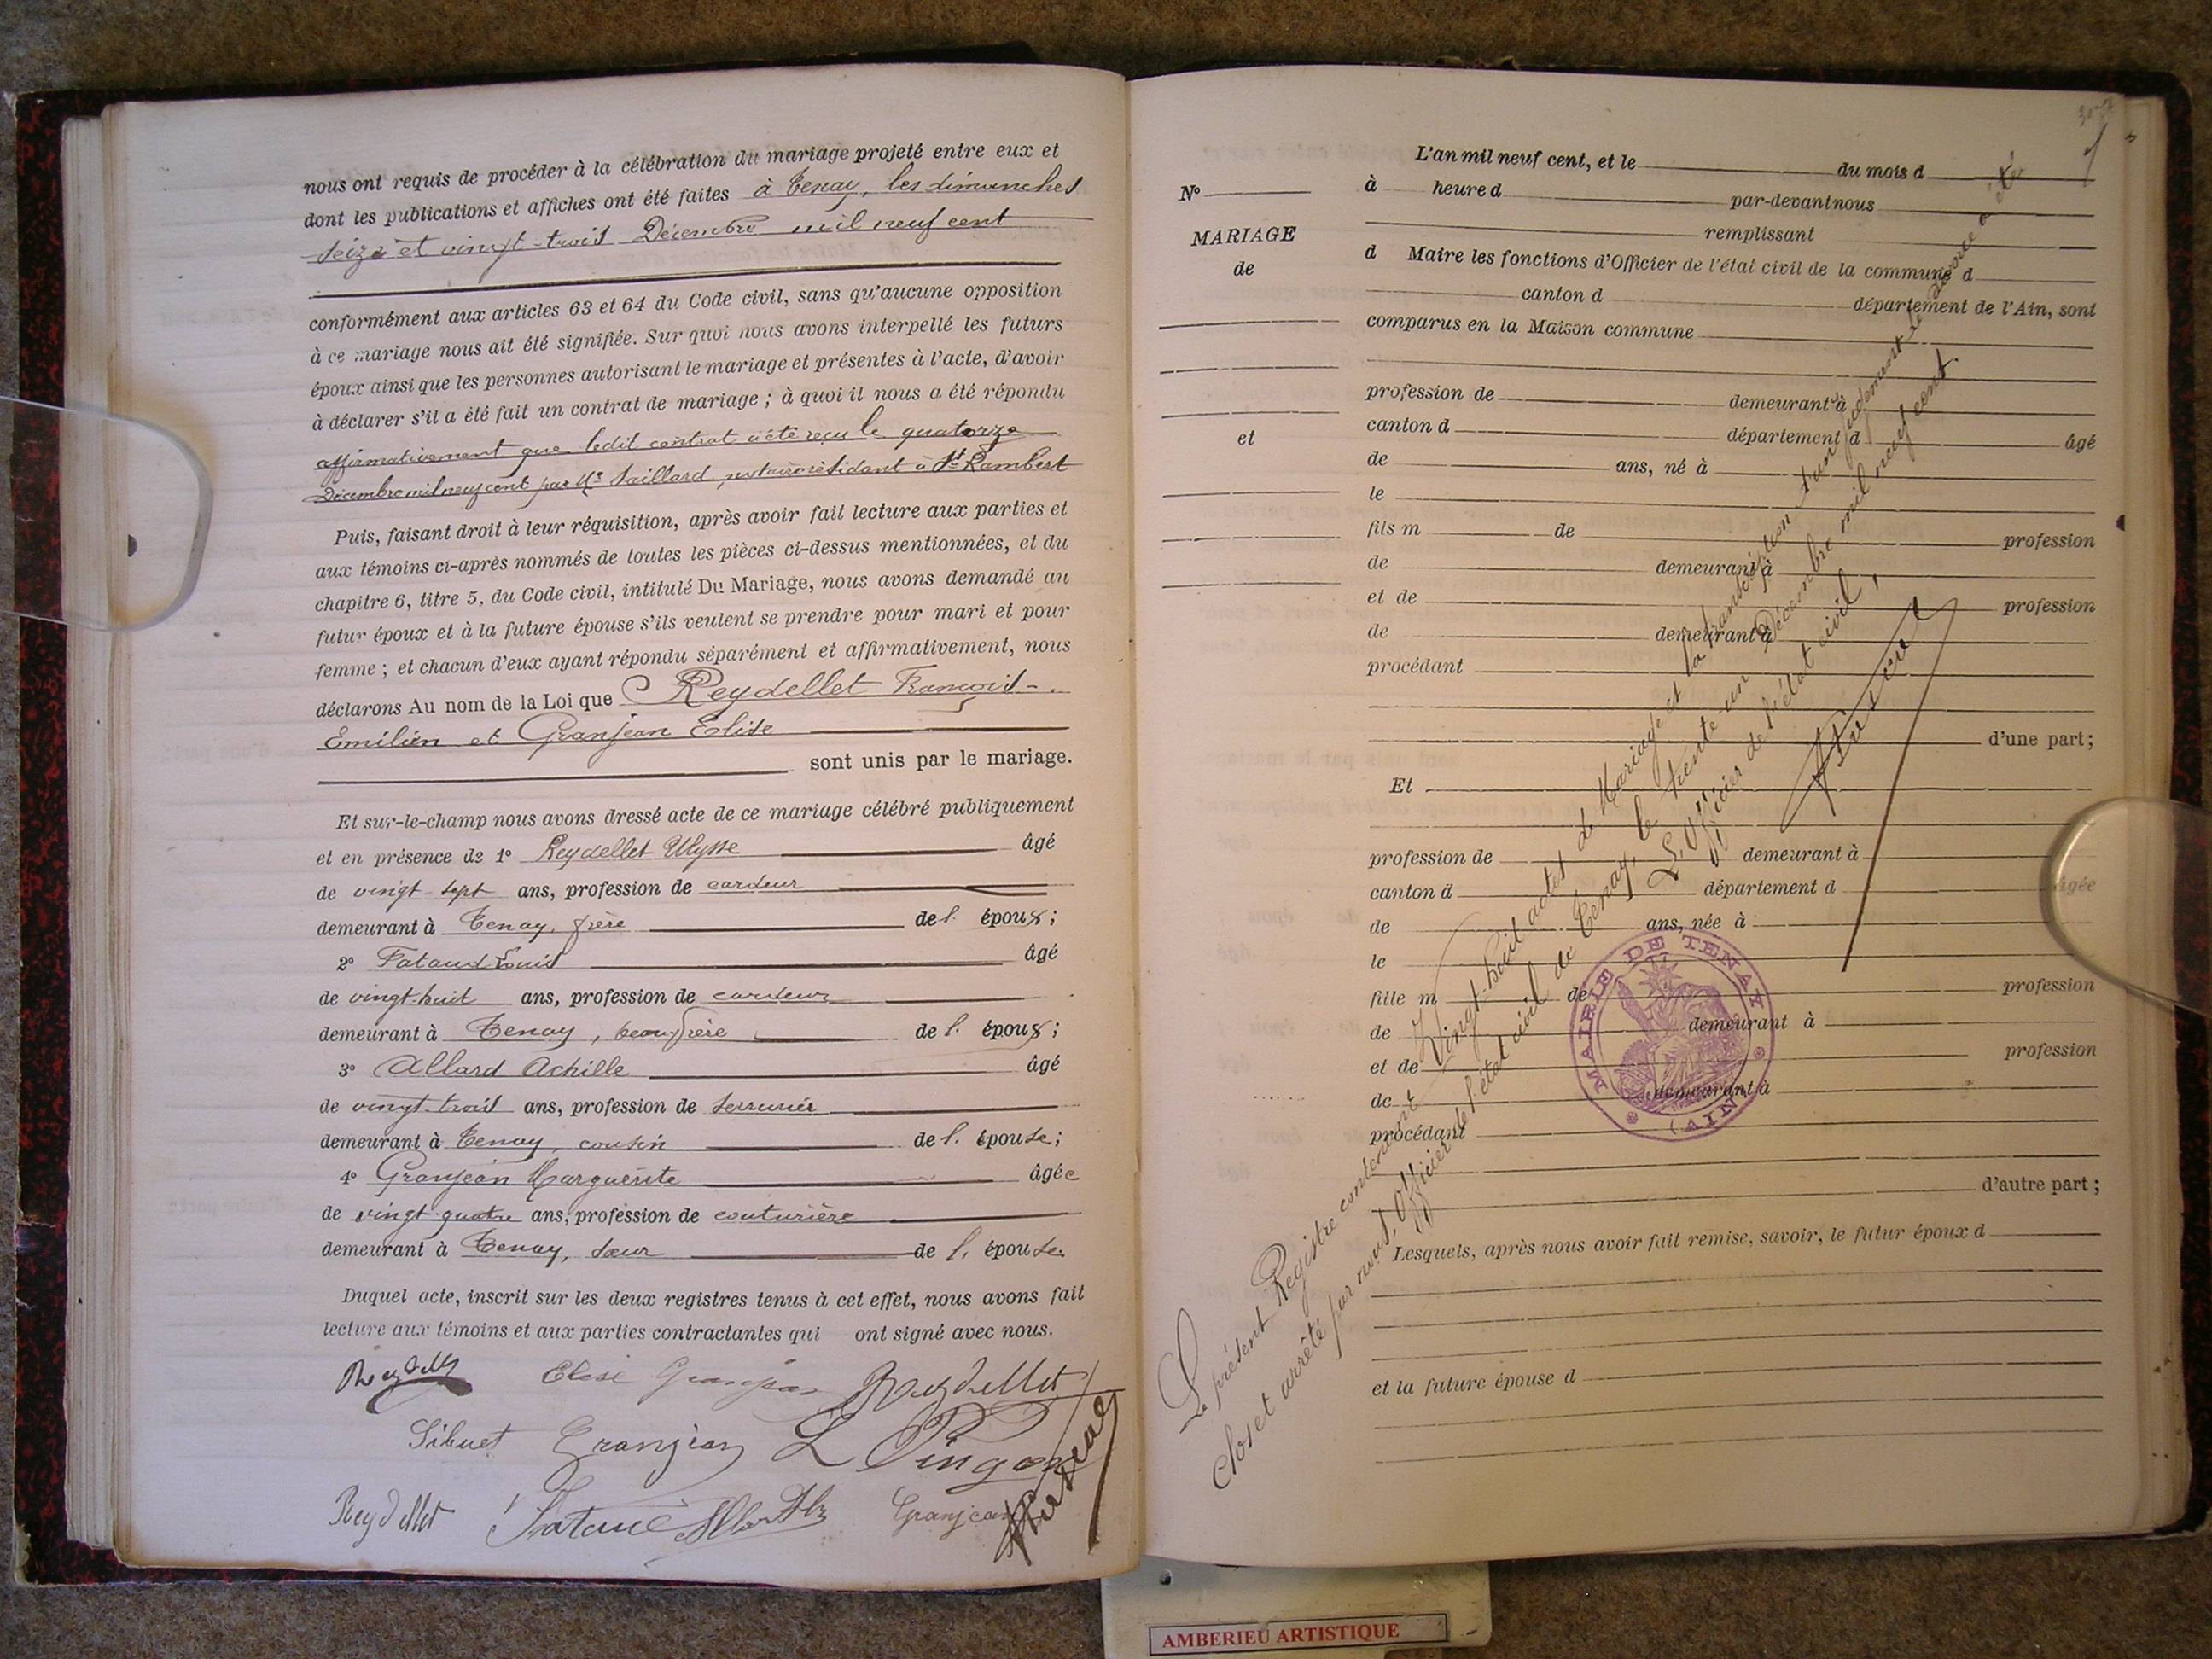 nous ont requis de procéder à la célébration du mariage projeté entre eux et
dont les publications et affiches ont été faites à Tenay, les dimanches
seize et vingt-trois Décembre mil neuf cent
conformément aux articles 63 et 64 du Code civil, sans qu'aucune opposition
à ce mariage nous ait été signifiée. Sur quoi nous avons interpellé les futurs
époux ainsi que les personnes autorisant le mariage et présentes à l'acte, d'avoir
à déclarer s'il a été fait un contrat de mariage ; à quoi il nous a été répondu
affirmativement que ledit contrat a été reçu le quatorze
Décembre mil neuf cent par Me Saillard, notaire résidant à St Rambert
Puis, faisant droit à leur réquisition, après avoir fait lecture aux parties et
aux témoins ci-après nommés de toutes les pièces ci-dessus mentionnées, et du
chapitre 6, titre 5, du Code civil, intitulé Du Mariage, nous avons demandé au
futur époux et à la future épouse s'ils veulent se prendre pour mari et pour
femme ; et chacun d'eux ayant répondu séparément et affirmativement, nous
déclarons Au nom de la Loi que Reydellet François-
Emilien et Granjean Elise
sont unis par le mariage.
Et sur-le-champ nous avons dressé acte de ce mariage célébré publiquement
et en présence de 1° Reydellet Ulysse âgé
de vingt sept ans, profession de cardeur
demeurant à Tenay, frère de l' époux ;
2° Fataud Louis âgé
de vingt-huit ans, profession de cardeur
demeurant à Tenay, beau-frère de l' époux ;
3° Allard Achille âgé
de vingt-trois ans, profession de serrurier
demeurant à Tenay, cousin de l' épouse ;
4° Granjean Marguerite âgée
de vingt-quatre ans, profession de couturière
demeurant à Tenay, sœur de l' épouse
Duquel acte, inscrit sur les deux registres tenus à cet effet, nous avons fait
lecture aux témoins et aux parties contractantes qui ont signé avec nous.
Reydellet Elise Granjean Reydellet
Sibuet Granjean L Pingon
Reydellet Granjean
N°
MARIAGE
de
et
L'an mil neuf cent, et le du mois d
à heure d par-devant nous
remplissant
d Maire les fonctions d'Officier de l'état civil de la commune d
canton d département de l'Ain, sont
comparus en la Maison commune
profession de demeurant à
canton d département d âgé
de ans, né à
le
fils m de profession
de demeurant à
et de profession
de demeurant à
procédant
d'une part ;
Et
profession de demeurant à
canton d département d âgée
de ans, née à
le
fille m de profession
de demeurant à
et de profession
de demeurant à
procédant
d'autre part ;
Lesquels, après nous avoir fait remise, savoir, le futur époux d
et la future épouse d
Le présent Registre contenant Vingt-huit actes de Mariage et la transcription d'un jugement de divorce a été
clos et arrêté par nous, Officier de l'état civil de Tenay, le trente un Décembre mil neuf cent.
L'Officier de l'état civil,
MAIRIE DE TENAY
(AIN)
AMBERIEU ARTISTIQUE